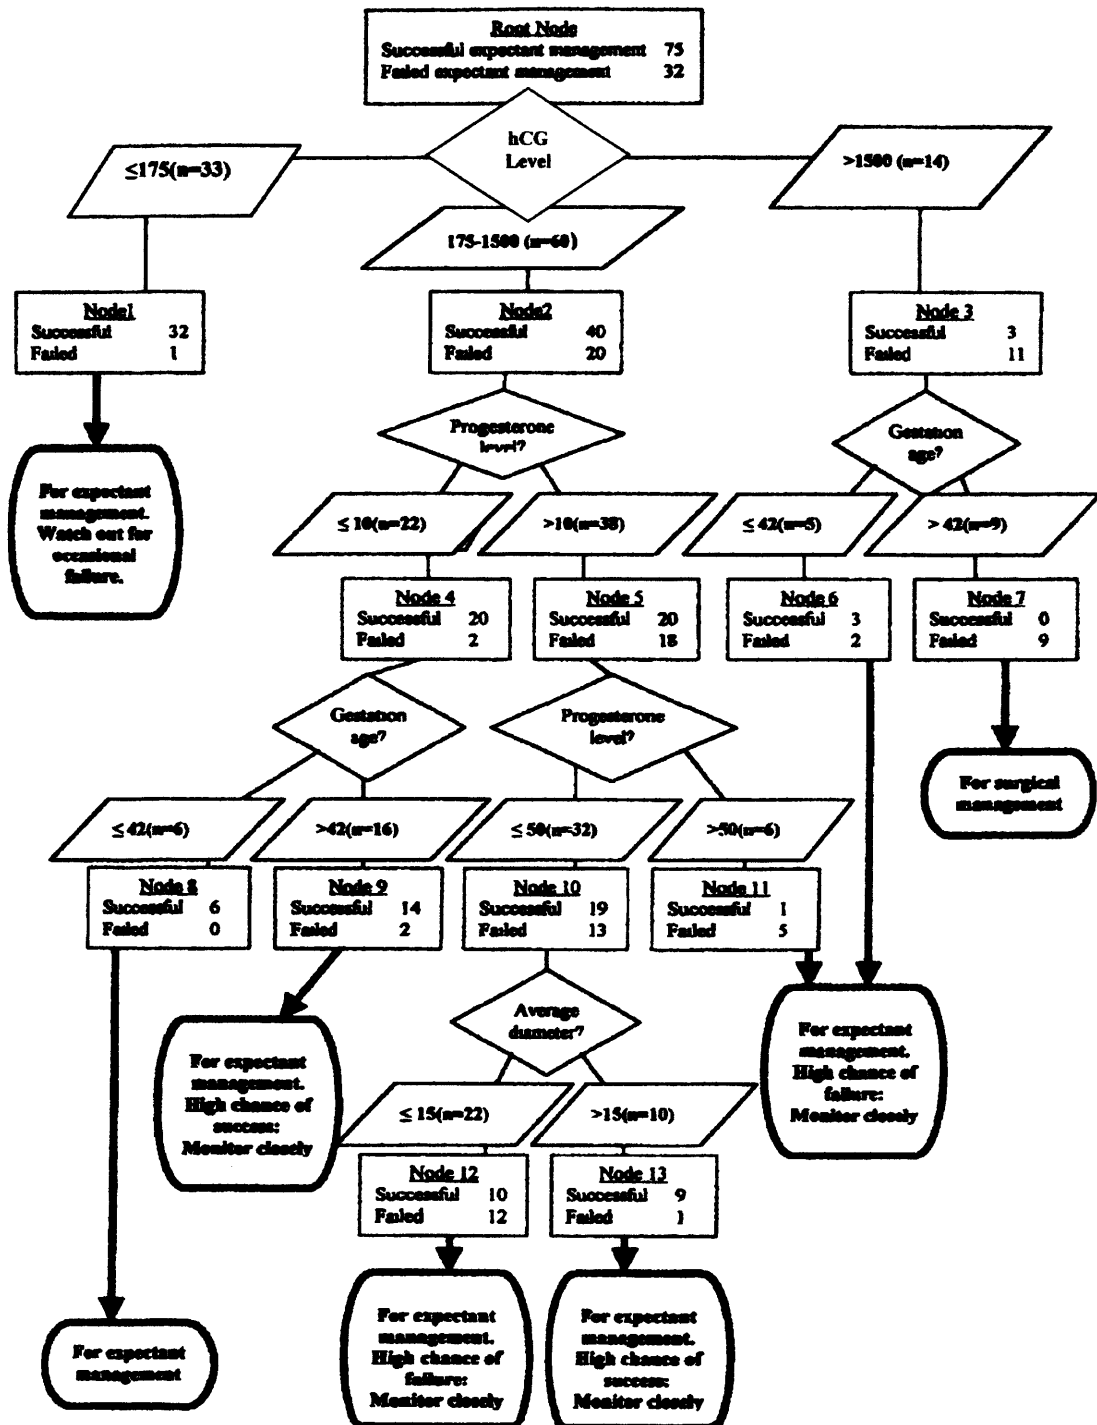 Root Node
Successful expectant management 75
Failed expectant management 32
hCG
Level
≤175(n=33)
>1500 (n=14)
175-1500 (n=60)
Node1
Successful 32
Failed 1
Node2
Successful 40
Failed 20
Node 3
Successful 3
Failed 11
Progesterone
level?
Gestation
age?
For expectant
management.
Watch out for
occasional
failure.
≤ 10(n=22)
>10(n=38)
≤ 42(n=5)
> 42(n=9)
Node 4
Successful 20
Failed 2
Node 5
Successful 20
Failed 18
Node 6
Successful 3
Failed 2
Node 7
Successful 0
Failed 9
Gestation
age?
Progesterone
level?
For surgical
management
≤ 42(n=6)
>42(n=16)
≤ 50(n=32)
>50(n=6)
Node 8
Successful 6
Failed 0
Node 9
Successful 14
Failed 2
Node 10
Successful 19
Failed 13
Node 11
Successful 1
Failed 5
Average
diameter?
For expectant
management.
High chance of
success:
Monitor closely
For expectant
management.
High chance of
failure:
Monitor closely
≤ 15(n=22)
>15(n=10)
Node 12
Successful 10
Failed 12
Node 13
Successful 9
Failed 1
For expectant
management
For expectant
management.
High chance of
failure:
Monitor closely
For expectant
management.
High chance of
success:
Monitor closely